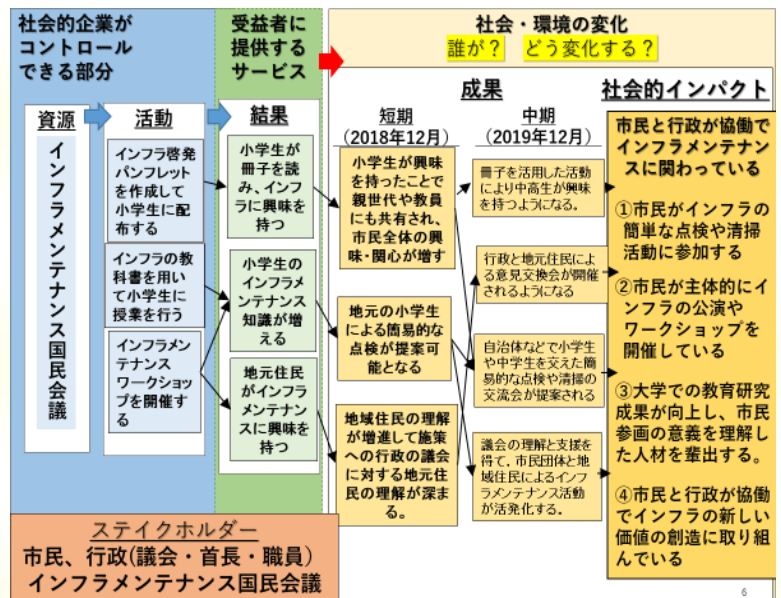 社会的企業が
コントロール
できる部分
受益者に
提供する
サービス
社会・環境の変化
誰が？　どう変化する？
資源
インフラメンテナンス国民会議
活動
インフラ啓発
パンフレット
を作成して
小学生に配
布する
インフラの教
科書を用い
て小学生に
授業を行う
インフラメン
テナンス
ワークショッ
プを開催す
る
結果
小学生が
冊子を読
み、インフ
ラに興味を
持つ
小学生の
インフラメ
ンテナンス
知識が増
える
地元住民
がインフラ
メンテナン
スに興味を
持つ
成果
短期
（2018年12月）
小学生が興味
を持ったことで
親世代や教員
にも共有され、
市民全体の興
味・関心が増す
地元の小学生
による簡易的な
点検が提案可
能となる
地域住民の理解
が増進して施策
への行政の議会
に対する地元住
民の理解が深ま
る。
中期
（2019年12月）
冊子を活用した活動
により中高生が興味
を持つようになる。
行政と地元住民によ
る意見交換会が開催
されるようになる
自治体などで小学生
や中学生を交えた簡
易的な点検や清掃の
交流会が提案される
議会の理解と支援を
得て、市民団体と地
域住民によるインフ
ラメンテナンス活動
が活発化する。
社会的インパクト
市民と行政が協働で
インフラメンテナン
スに関わっている
①市民がインフラの
簡単な点検や清掃
活動に参加する
②市民が主体的にイ
ンフラの公演や
ワークショップを
開催している
③大学での教育研究
成果が向上し、市民
参画の意義を理解し
た人材を輩出する。
④市民と行政が協働
でインフラの新しい
価値の創造に取り組
んでいる
ステイクホルダー
市民、行政(議会・首長・職員）
インフラメンテナンス国民会議
6